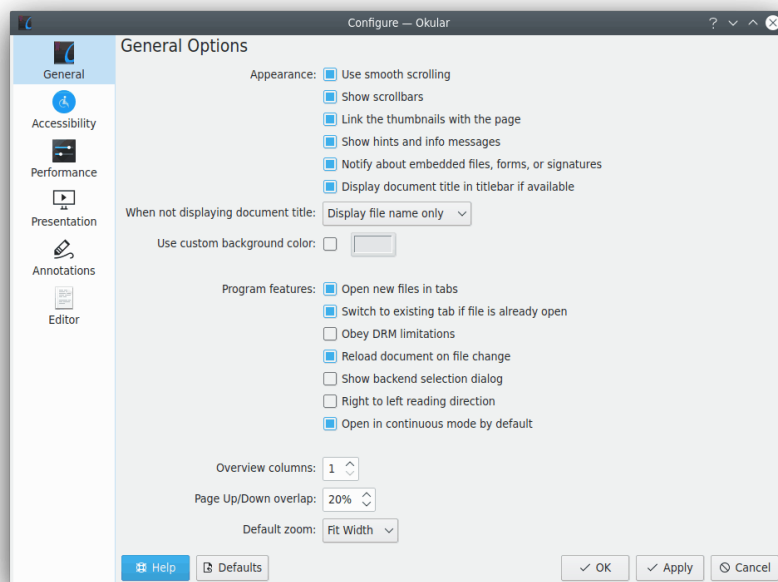 Configure — Okular
General
Accessibility
Performance
Presentation
Annotations
Editor
General Options
Appearance: Use smooth scrolling
Show scrollbars
Link the thumbnails with the page
Show hints and info messages
Notify about embedded files, forms, or signatures
Display document title in titlebar if available
When not displaying document title: Display file name only
Use custom background color:
Program features: Open new files in tabs
Switch to existing tab if file is already open
Obey DRM limitations
Reload document on file change
Show backend selection dialog
Right to left reading direction
Open in continuous mode by default
Overview columns: 1
Page Up/Down overlap: 20%
Default zoom: Fit Width
Help Defaults OK Apply Cancel